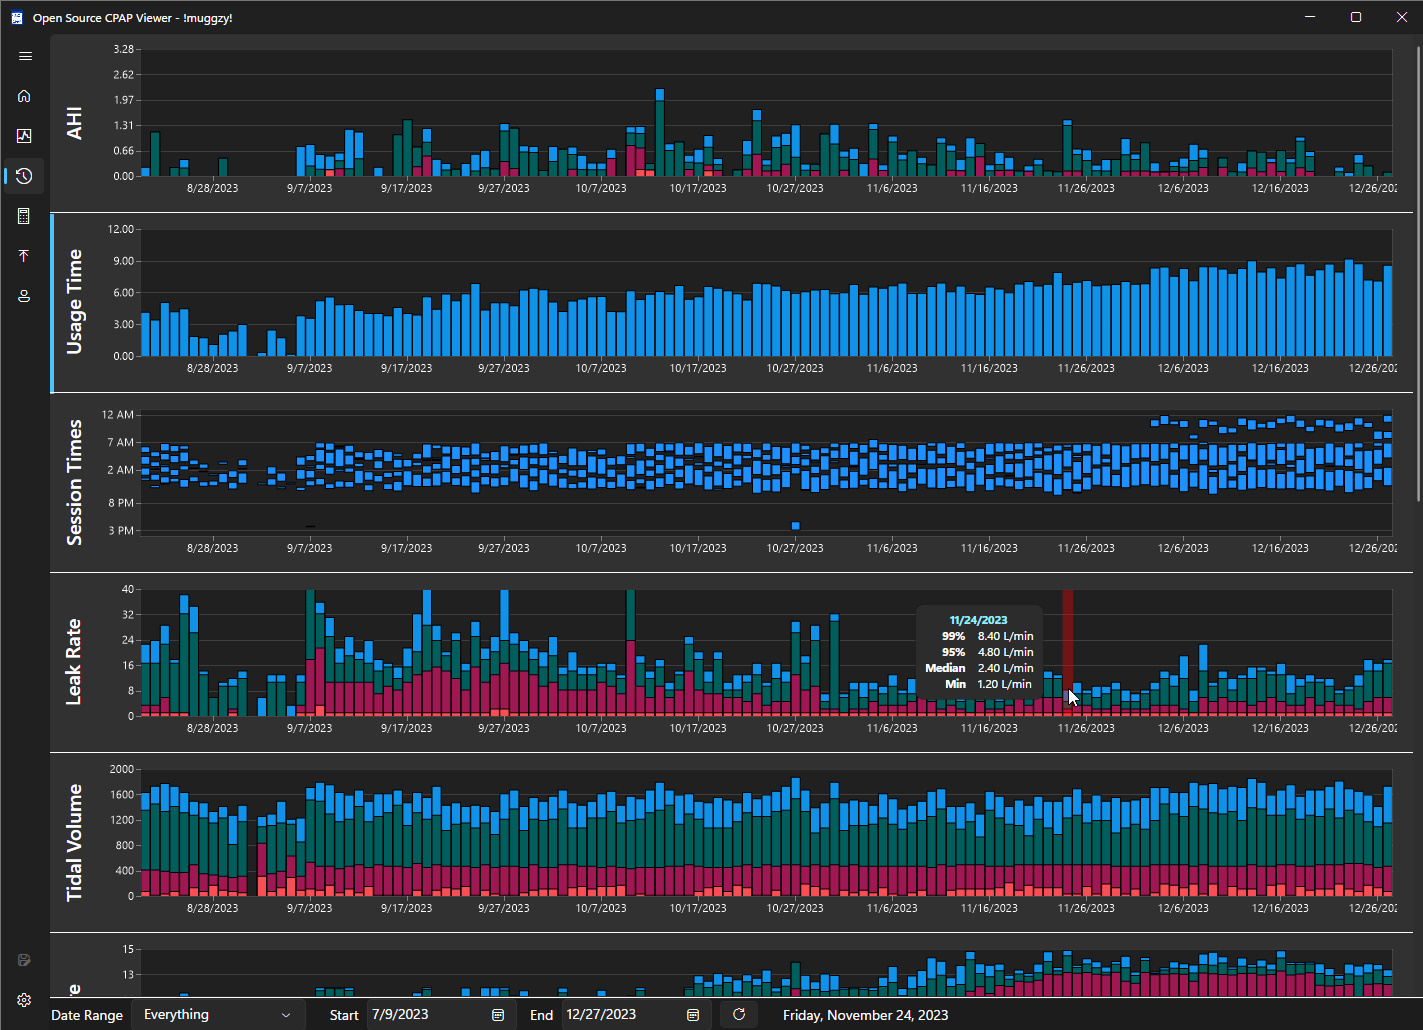 Open Source CPAP Viewer - !muggzy!
AHI
3.28
2.62
1.97
1.31
0.66
0.00
8/28/2023 9/7/2023 9/17/2023 9/27/2023 10/7/2023 10/17/2023 10/27/2023 11/6/2023 11/16/2023 11/26/2023 12/6/2023 12/16/2023 12/26/202
Usage Time
12.00
9.00
6.00
3.00
0.00
8/28/2023 9/7/2023 9/17/2023 9/27/2023 10/7/2023 10/17/2023 10/27/2023 11/6/2023 11/16/2023 11/26/2023 12/6/2023 12/16/2023 12/26/202
Session Times
12 AM
7 AM
2 AM
8 PM
3 PM
8/28/2023 9/7/2023 9/17/2023 9/27/2023 10/7/2023 10/17/2023 10/27/2023 11/6/2023 11/16/2023 11/26/2023 12/6/2023 12/16/2023 12/26/202
Leak Rate
40
32
24
16
8
0
11/24/2023
99% 8.40 L/min
95% 4.80 L/min
Median 2.40 L/min
Min 1.20 L/min
8/28/2023 9/7/2023 9/17/2023 9/27/2023 10/7/2023 10/17/2023 10/27/2023 11/6/2023 11/16/2023 11/26/2023 12/6/2023 12/16/2023 12/26/202
Tidal Volume
2000
1600
1200
800
400
0
8/28/2023 9/7/2023 9/17/2023 9/27/2023 10/7/2023 10/17/2023 10/27/2023 11/6/2023 11/16/2023 11/26/2023 12/6/2023 12/16/2023 12/26/202
15
13
Date Range Everything Start 7/9/2023 End 12/27/2023 Friday, November 24, 2023